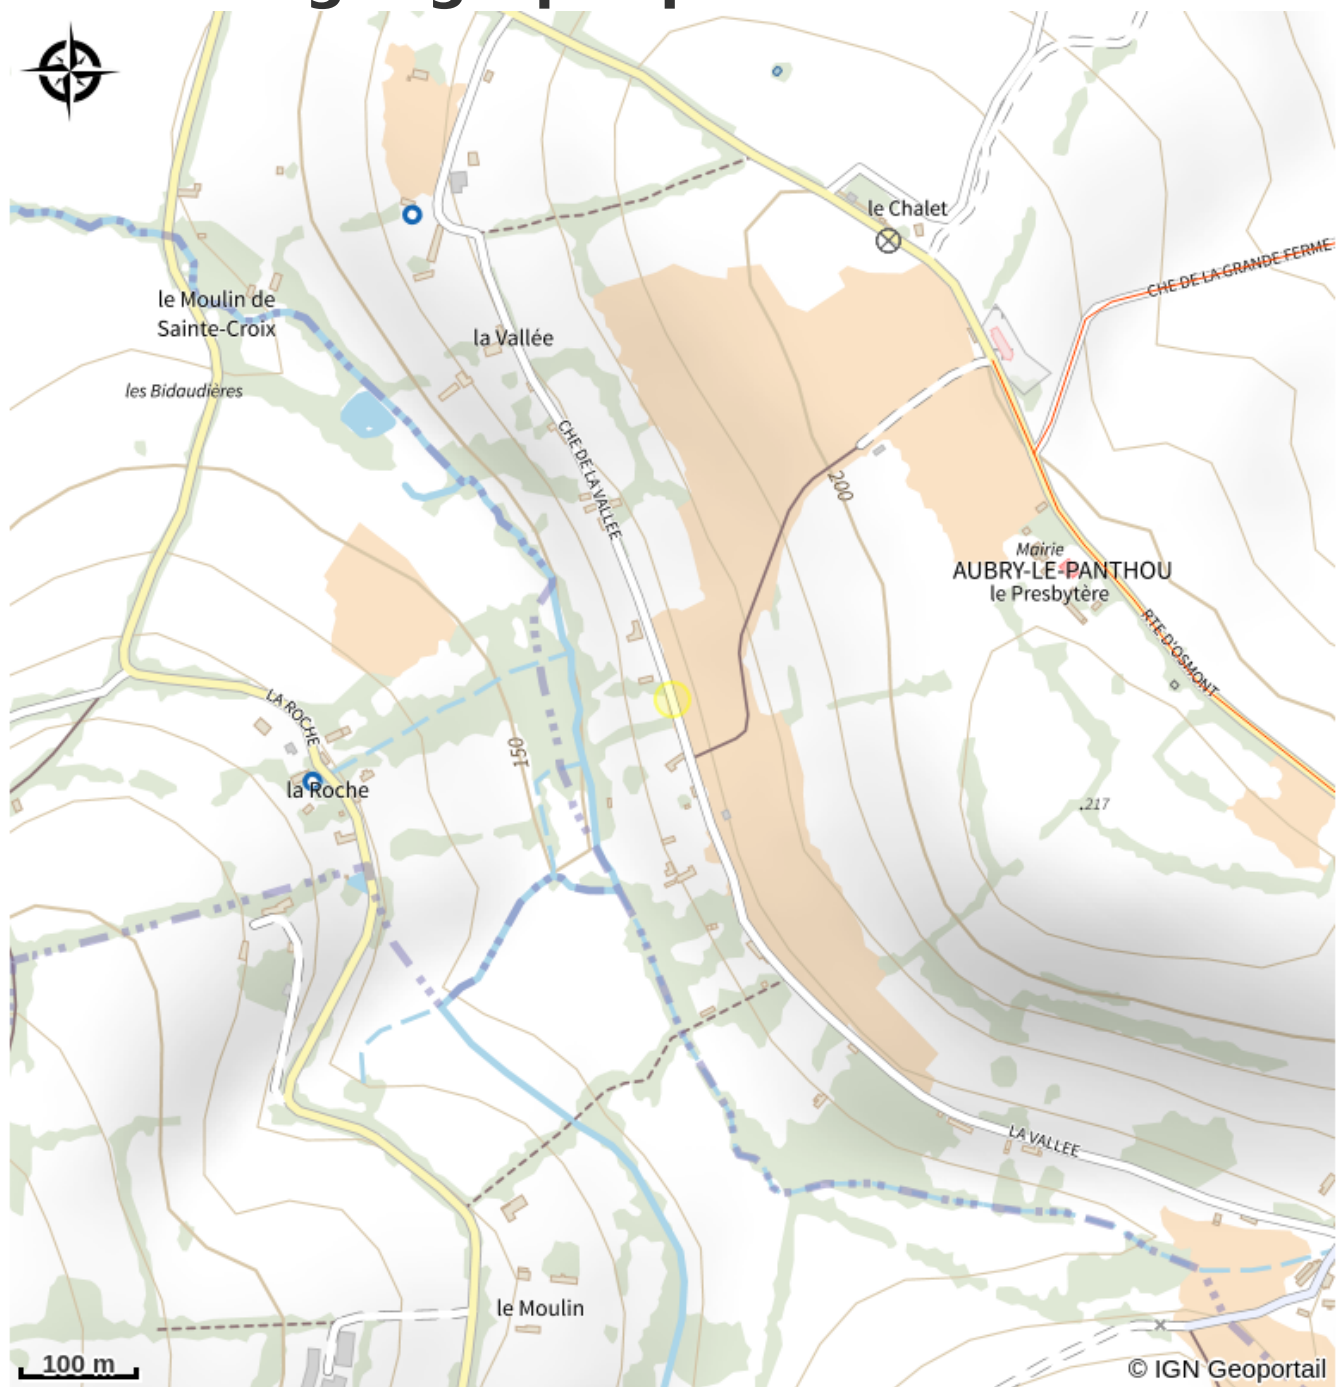 le Chalet
CHE DE LA GRANDE FERME
le Moulin de
Sainte-Croix
la Vallée
les Bidaudières
CHE DE LA VALLEE
200
Mairie
AUBRY-LE-PANTHOU
le Presbytère
RTE D'OSMONT
LA ROCHE
150
la Roche
217
LA VALLEE
le Moulin
100 m
© IGN Geoportail